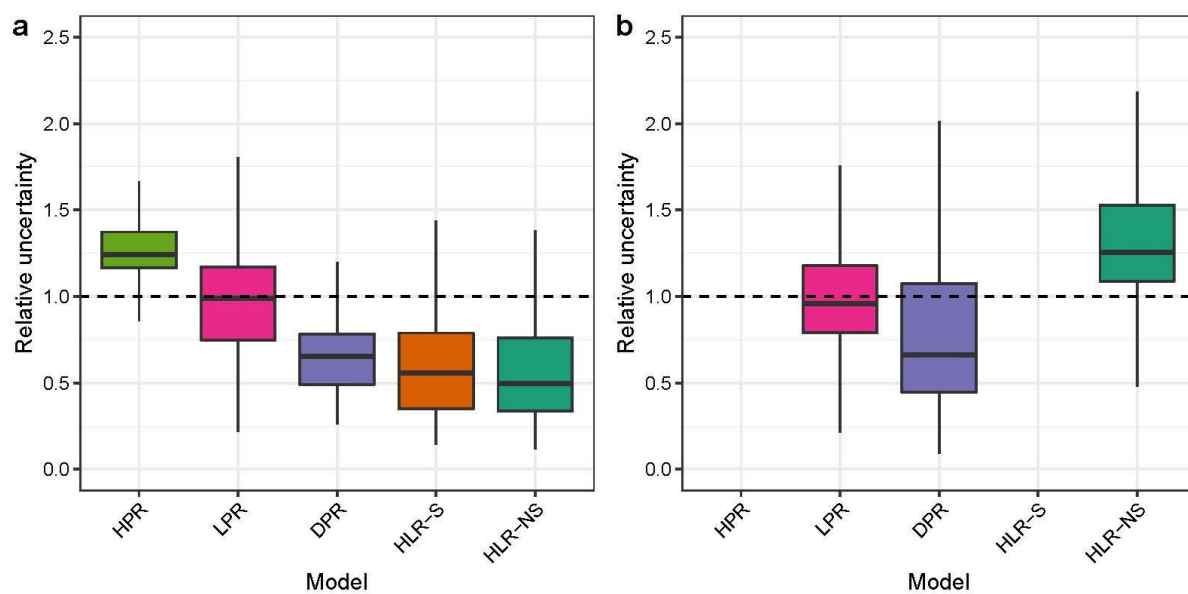 a
2.5
2.0
1.5
1.0
0.5
0.0
Relative uncertainty
HPR
LPR
DPR
HLR-S
HLR-NS
Model
b
2.5
2.0
1.5
1.0
0.5
0.0
Relative uncertainty
HPR
LPR
DPR
HLR-S
HLR-NS
Model